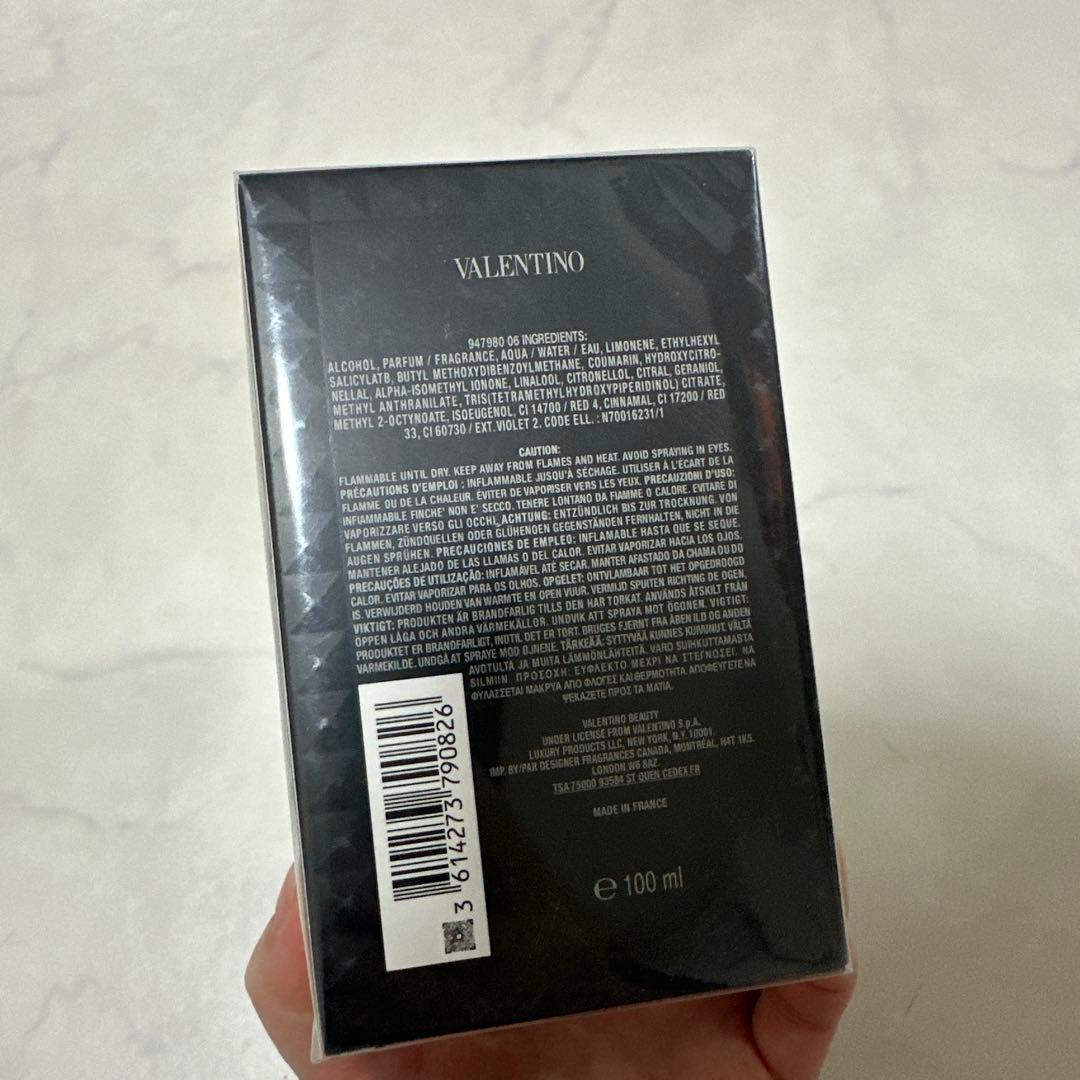 VALENTINO
947980 06 INGREDIENTS:
ALCOHOL, PARFUM / FRAGRANCE, AQUA / WATER / EAU, LIMONENE, ETHYLHEXYL
SALICYLATB, BUTYL METHOXYDIBENZOYLMETHANE, COUMARIN, HYDROXYCITRO-
NELLAL, ALPHA-ISOMETHYL IONONE, LINALOOL, CITRONELLOL, CITRAL, GERANIOL
METHYL ANTHRANILATE, TRIS(TETRAMETHYLHYDROXYPIPERIDINOL) CITRATE,
METHYL 2-OCTYNOATE, ISOEUGENOL, CI 14700 / RED 4, CINNAMAL, CI 17200 / RED
33, CI 60730 / EXT.VIOLET 2. CODE ELL. : N70016231/1
CAUTION:
FLAMMABLE UNTIL DRY. KEEP AWAY FROM FLAMES AND HEAT. AVOID SPRAYING IN EYES.
PRÉCAUTIONS D'EMPLOI : INFLAMMABLE JUSQU'À SÉCHAGE. UTILISER À L'ÉCART DE LA
FLAMME OU DE LA CHALEUR. ÉVITER DE VAPORISER VERS LES YEUX. PRECAUZIONI D'USO:
INFIAMMABILE FINCHE' NON E' SECCO. TENERE LONTANO DA FIAMME O CALORE. EVITARE DI
VAPORIZZARE VERSO GLI OCCHI. ACHTUNG: ENTZÜNDLICH BIS ZUR TROCKNUNG. VON
FLAMMEN, ZÜNDQUELLEN ODER GLÜHENOEN GEGENSTÄNDEN FERNHALTEN, NICHT IN DIE
AUGEN SPRÜHEN. PRECAUCIONES DE EMPLEO: INFLAMABLE HASTA QUE SE SEQUE.
MANTENER ALEJADO DE LAS LLAMAS O DEL CALOR. EVITAR VAPORIZAR HACIA LOS OJOS.
PRECAUÇÕES DE UTILIZAÇÃO: INFLAMÁVEL ATÉ SECAR. MANTER AFASTADO DA CHAMA OU DO
CALOR. EVITAR VAPORIZAR PARA OS OLHOS. OPGELET: ONTVLAMBAAR TOT HET OPGEDROOGD
IS. VERWIJDERD HOUDEN VAN WARMTE EN OPEN VUUR. VERMIJD SPUITEN RICHTING DE OGEN.
VIKTIGT: PRODUKTEN ÄR BRANDFARLIG TILLS DEN HAR TORKAT. ANVÄNDS ÅTSKILT FRÅN
ÖPPEN LÅGA OCH ANDRA VÄRMEKÄLLOR. UNDVIK ATT SPRAYA MOT ÖGONEN. VIGTIGT:
PRODUKTET ER BRANDFARLIGT, INDTIL DET ER TØRT. BRUGES FJERNT FRA ÅBEN ILD OG ANDEN
VARMEKILDE. UNDGÅ AT SPRAYE MOD ØJNENE. TÄRKEÄÄ: SYTTYVÄÄ KUNNES KUIVUNUT. VÄLTÄ
AVOTULTA JA MUITA LÄMMÖNLÄHTEITÄ. VARO SUIHKUTTAMASTA
SILMIIN. ΠΡΟΣΟΧΗ: ΕΥΦΛΕΚΤΟ ΜΕΧΡΙ ΝΑ ΣΤΕΓΝΩΣΕΙ. ΝΑ
ΦΥΛΑΣΣΕΤΑΙ ΜΑΚΡΥΑ ΑΠΟ ΦΛΟΓΕΣ ΚΑΙ ΘΕΡΜΟΤΗΤΑ. ΑΠΟΦΕΥΓΕΤΕ ΝΑ
ΨΕΚΑΖΕΤΕ ΠΡΟΣ ΤΑ ΜΑΤΙΑ.
VALENTINO BEAUTY
UNDER LICENSE FROM VALENTINO S.p.A.
LUXURY PRODUCTS LLC, NEW YORK, N.Y. 10001
IMP. BY/PAR DESIGNER FRAGRANCES CANADA, MONTRÉAL, H4T 1K5.
LONDON W6 8AZ.
TSA 75000 93584 ST OUEN CEDEX FR
MADE IN FRANCE
℮ 100 ml
3 614273 790826